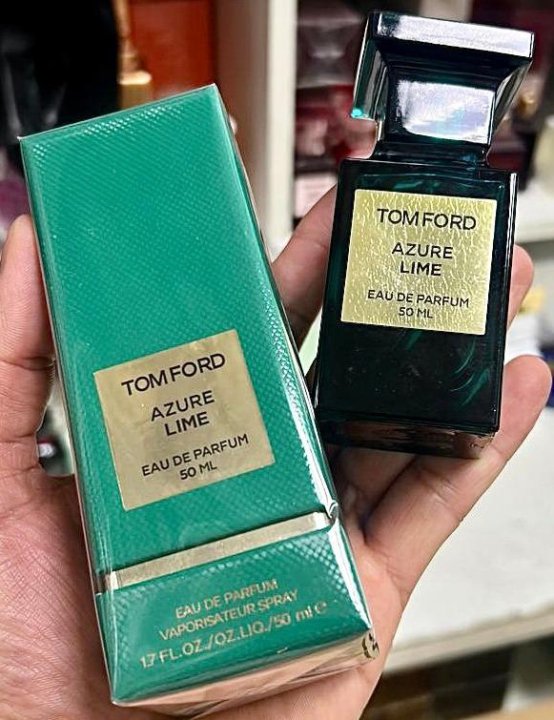 TOM FORD
AZURE
LIME
EAU DE PARFUM
50 ML
EAU DE PARFUM
VAPORISATEUR SPRAY
1.7 FL.OZ./OZ.LIQ./50 ml e
TOM FORD
AZURE
LIME
EAU DE PARFUM
50 ML